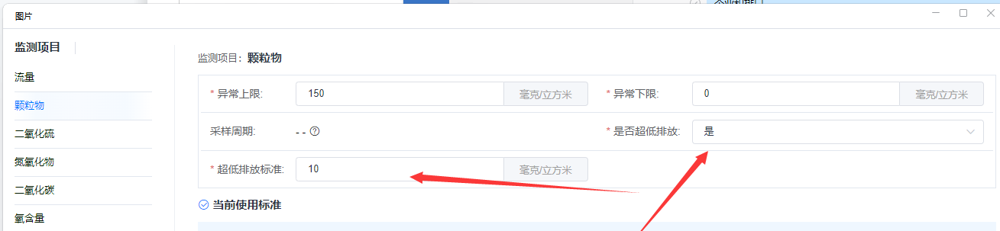 图片
监测项目
流量
颗粒物
二氧化硫
氮氧化物
二氧化碳
氧含量
监测项目：颗粒物
* 异常上限: 150 毫克/立方米 * 异常下限: 0 毫克/立方米
采样周期: - - * 是否超低排放: 是
* 超低排放标准: 10 毫克/立方米
当前使用标准